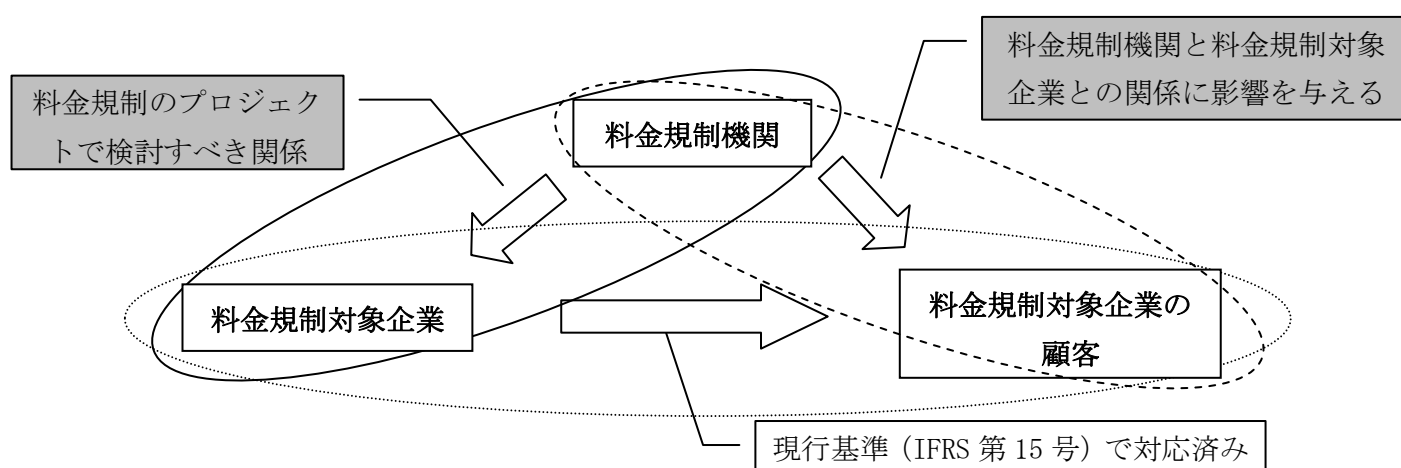 料金規制機関と料金規制対象
企業との関係に影響を与える
料金規制のプロジェク
トで検討すべき関係
料金規制機関
料金規制対象企業
料金規制対象企業の
顧客
現行基準（IFRS 第 15 号）で対応済み